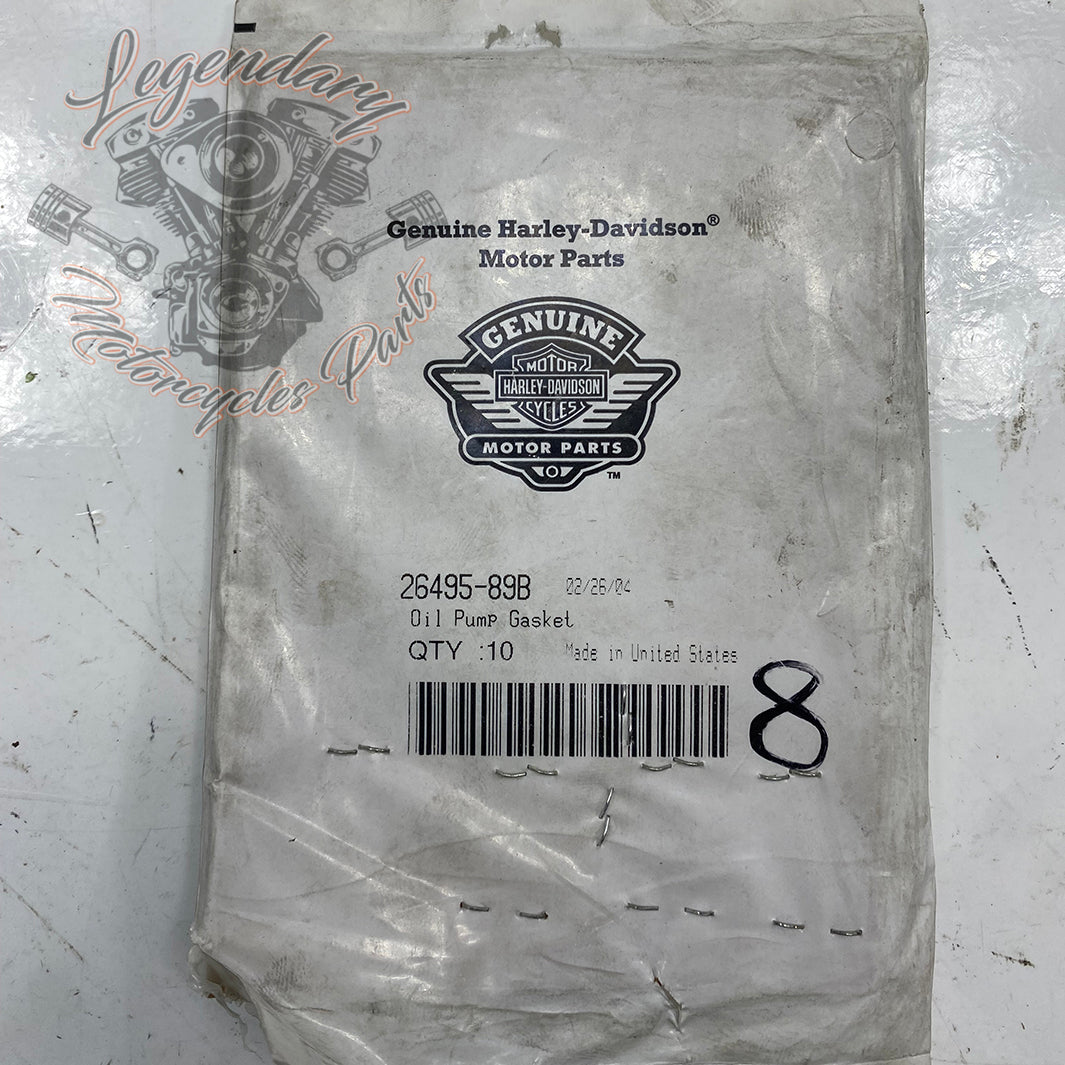 Legendary
Motorcycles Parts
Genuine Harley-Davidson®
Motor Parts
GENUINE
MOTOR
HARLEY-DAVIDSON
CYCLES
MOTOR PARTS
TM
26495-89B 02/26/04
Oil Pump Gasket
QTY :10 Made in United States
8